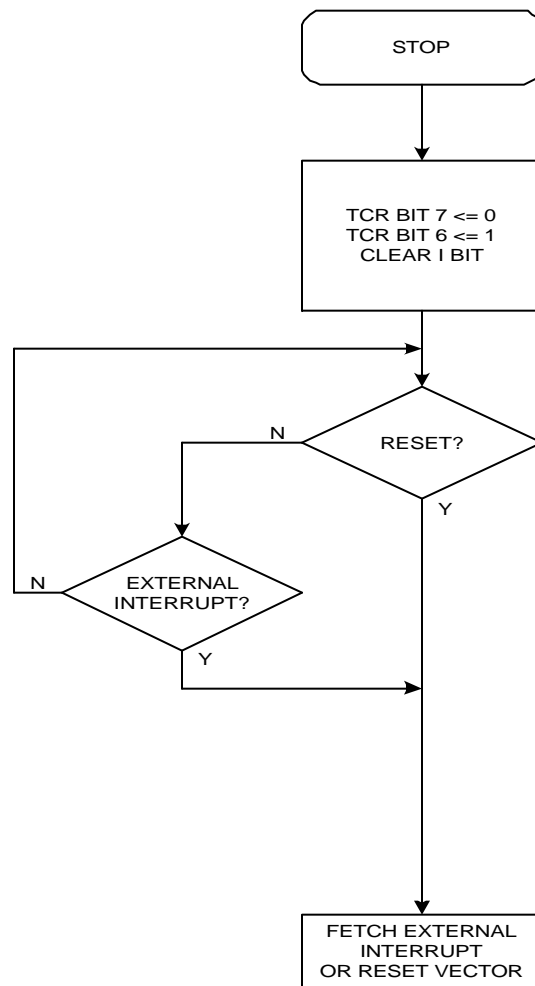 STOP
TCR BIT 7 <= 0
TCR BIT 6 <= 1
CLEAR I BIT
RESET?
N
Y
EXTERNAL
INTERRUPT?
N
Y
FETCH EXTERNAL
INTERRUPT
OR RESET VECTOR